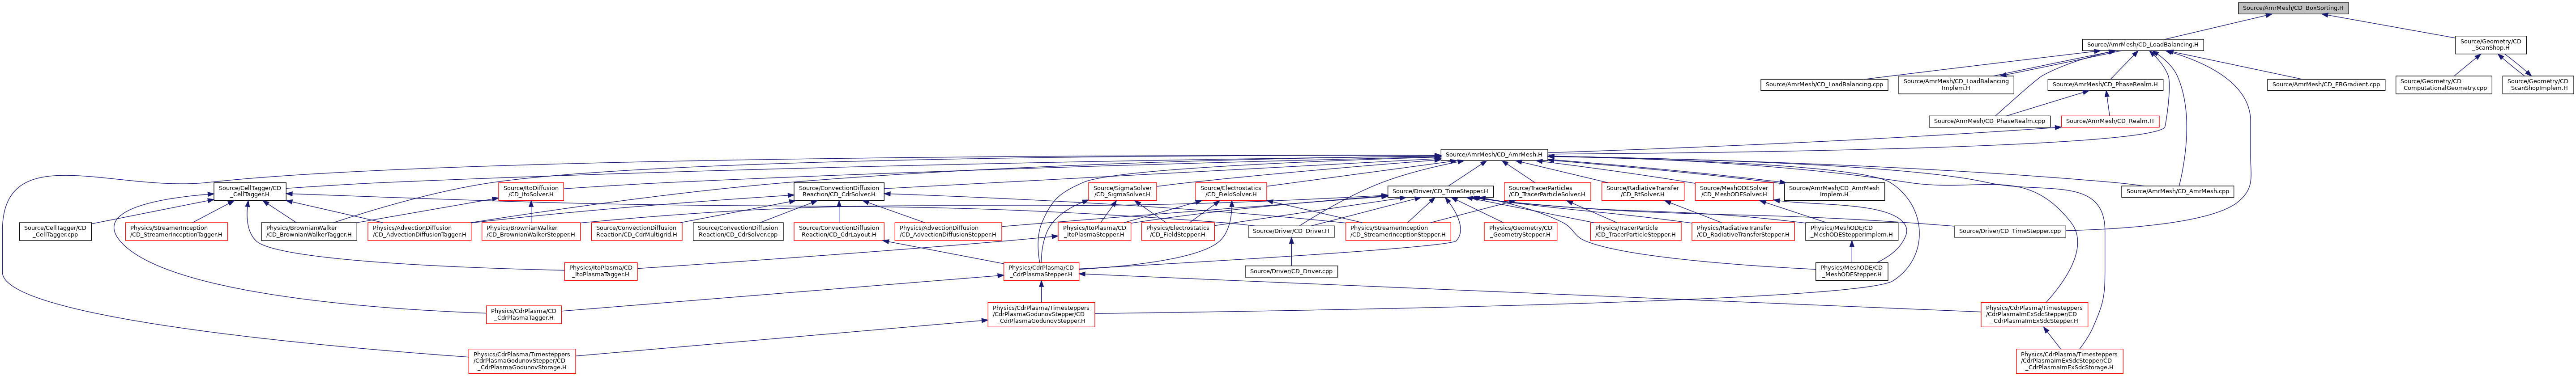 Source/AmrMesh/CD_BoxSorting.H
Source/AmrMesh/CD_LoadBalancing.H
Source/Geometry/CD
_ScanShop.H
Source/AmrMesh/CD_LoadBalancing.cpp
Source/AmrMesh/CD_LoadBalancing
Implem.H
Source/AmrMesh/CD_PhaseRealm.H
Source/AmrMesh/CD_EBGradient.cpp
Source/Geometry/CD
_ComputationalGeometry.cpp
Source/Geometry/CD
_ScanShopImplem.H
Source/AmrMesh/CD_PhaseRealm.cpp
Source/AmrMesh/CD_Realm.H
Source/AmrMesh/CD_AmrMesh.H
Source/CellTagger/CD
_CellTagger.H
Source/ItoDiffusion
/CD_ItoSolver.H
Source/ConvectionDiffusion
Reaction/CD_CdrSolver.H
Source/SigmaSolver
/CD_SigmaSolver.H
Source/Electrostatics
/CD_FieldSolver.H
Source/Driver/CD_TimeStepper.H
Source/TracerParticles
/CD_TracerParticleSolver.H
Source/RadiativeTransfer
/CD_RtSolver.H
Source/MeshODESolver
/CD_MeshODESolver.H
Source/AmrMesh/CD_AmrMesh
Implem.H
Source/AmrMesh/CD_AmrMesh.cpp
Source/CellTagger/CD
_CellTagger.cpp
Physics/StreamerInception
/CD_StreamerInceptionTagger.H
Physics/BrownianWalker
/CD_BrownianWalkerTagger.H
Physics/AdvectionDiffusion
/CD_AdvectionDiffusionTagger.H
Physics/BrownianWalker
/CD_BrownianWalkerStepper.H
Source/ConvectionDiffusion
Reaction/CD_CdrMultigrid.H
Source/ConvectionDiffusion
Reaction/CD_CdrSolver.cpp
Source/ConvectionDiffusion
Reaction/CD_CdrLayout.H
Physics/AdvectionDiffusion
/CD_AdvectionDiffusionStepper.H
Physics/ItoPlasma/CD
_ItoPlasmaStepper.H
Physics/Electrostatics
/CD_FieldStepper.H
Source/Driver/CD_Driver.H
Physics/StreamerInception
/CD_StreamerInceptionStepper.H
Physics/Geometry/CD
_GeometryStepper.H
Physics/TracerParticle
/CD_TracerParticleStepper.H
Physics/RadiativeTransfer
/CD_RadiativeTransferStepper.H
Physics/MeshODE/CD
_MeshODEStepperImplem.H
Source/Driver/CD_TimeStepper.cpp
Physics/ItoPlasma/CD
_ItoPlasmaTagger.H
Physics/CdrPlasma/CD
_CdrPlasmaStepper.H
Source/Driver/CD_Driver.cpp
Physics/MeshODE/CD
_MeshODEStepper.H
Physics/CdrPlasma/CD
_CdrPlasmaTagger.H
Physics/CdrPlasma/Timesteppers
/CdrPlasmaGodunovStepper/CD
_CdrPlasmaGodunovStepper.H
Physics/CdrPlasma/Timesteppers
/CdrPlasmaImExSdcStepper/CD
_CdrPlasmaImExSdcStepper.H
Physics/CdrPlasma/Timesteppers
/CdrPlasmaGodunovStepper/CD
_CdrPlasmaGodunovStorage.H
Physics/CdrPlasma/Timesteppers
/CdrPlasmaImExSdcStepper/CD
_CdrPlasmaImExSdcStorage.H